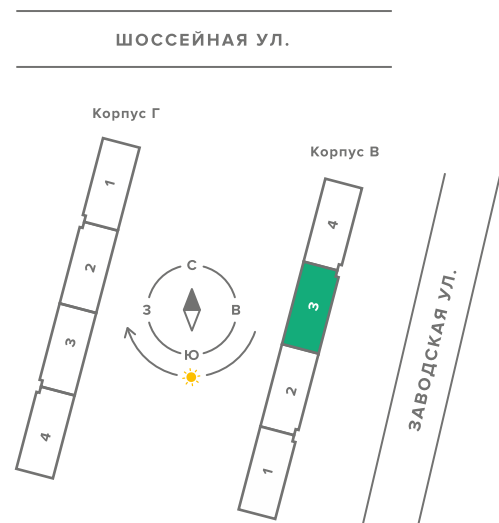 ШОССЕЙНАЯ УЛ.
Корпус Г
Корпус В
1
2
3
4
4
3
2
1
С
З
В
Ю
ЗАВОДСКАЯ УЛ.